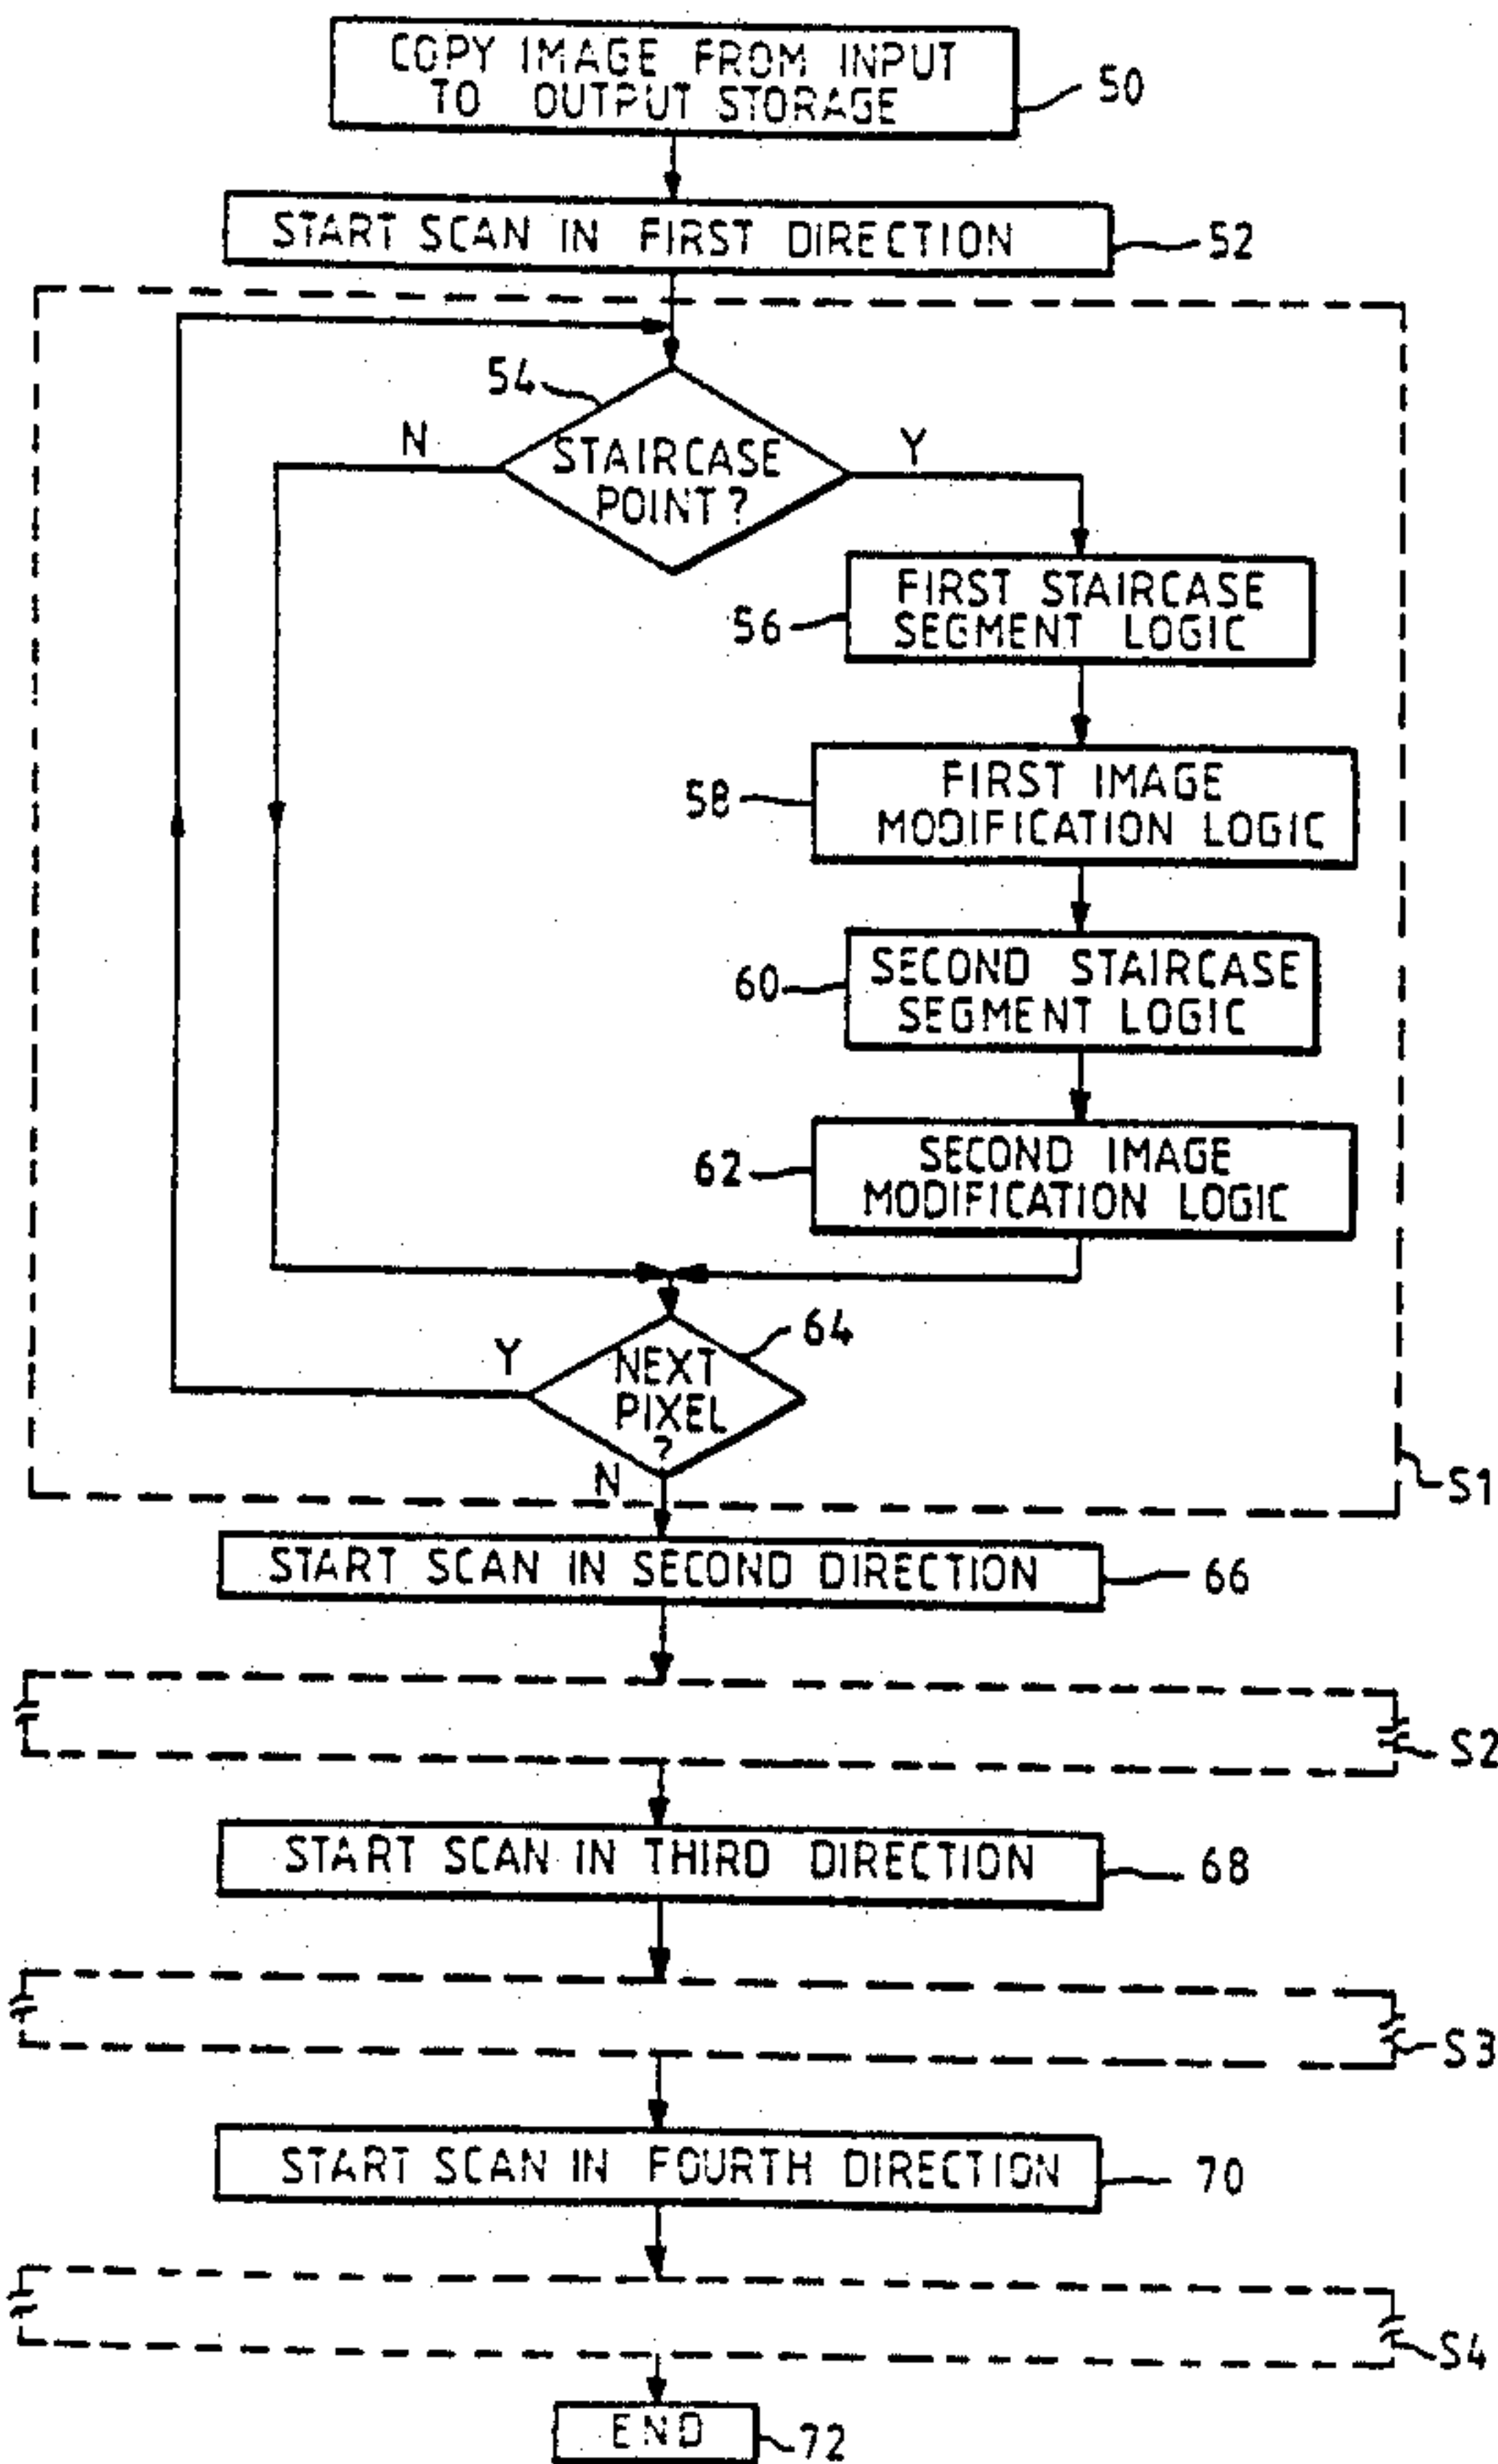 COPY IMAGE FROM INPUT
TO OUTPUT STORAGE
50
START SCAN IN FIRST DIRECTION
52
54
N
STAIRCASE
POINT?
Y
FIRST STAIRCASE
SEGMENT LOGIC
56
FIRST IMAGE
MODIFICATION LOGIC
58
SECOND STAIRCASE
SEGMENT LOGIC
60
SECOND IMAGE
MODIFICATION LOGIC
62
64
Y
NEXT
PIXEL
?
N
S1
START SCAN IN SECOND DIRECTION
66
S2
START SCAN IN THIRD DIRECTION
68
S3
START SCAN IN FOURTH DIRECTION
70
S4
END
72